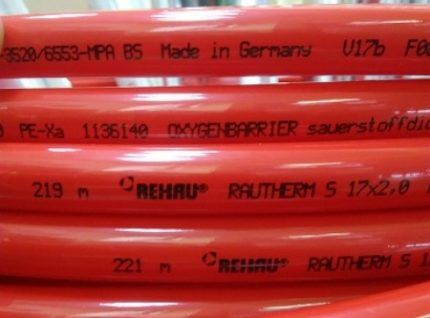 -3520/6553-MPA BS Made in Germany V17b
PE-Xa 1136140 OXYGENBARRIER sauerstoffdi
219 m REHAU® RAUTHERM S 17x2,0
221 m REHAU® RAUTHERM S